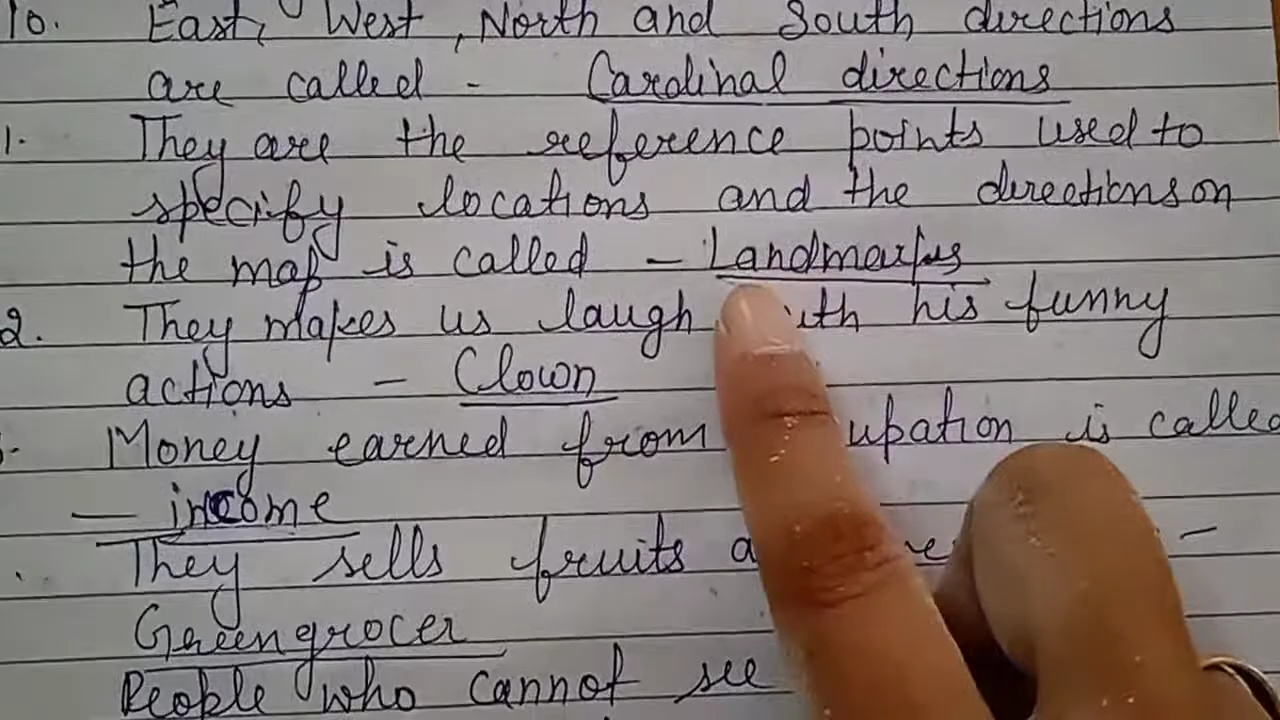 10. East, West, North and South directions
are called - Cardinal directions
1. They are the reference points used to
specify locations and the directions on
the map is called - Landmarks
2. They makes us laugh with his funny
actions - Clown
Money earned from upation is called
- income
They sells fruits -
Greengrocer
People who cannot see